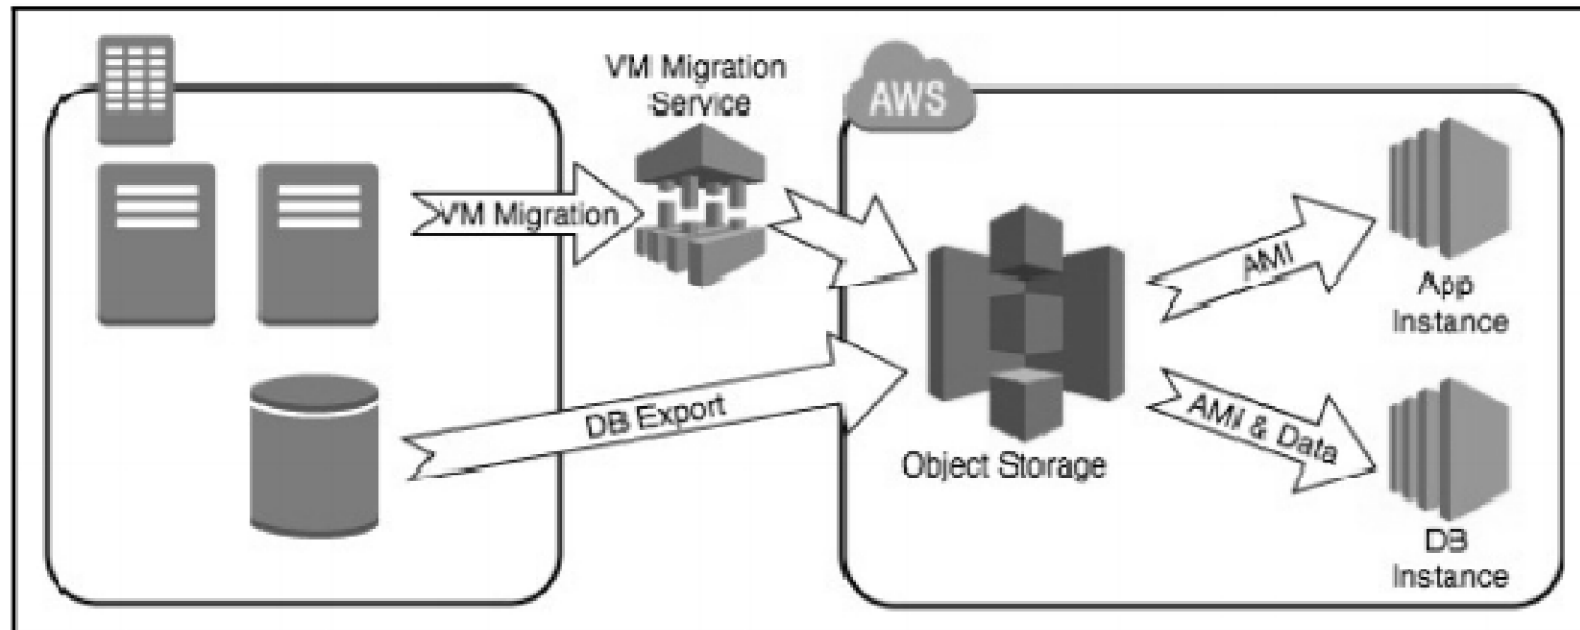 VM Migration
Service
AWS
VM Migration
AMI
App
Instance
DB Export
AMI & Data
Object Storage
DB
Instance